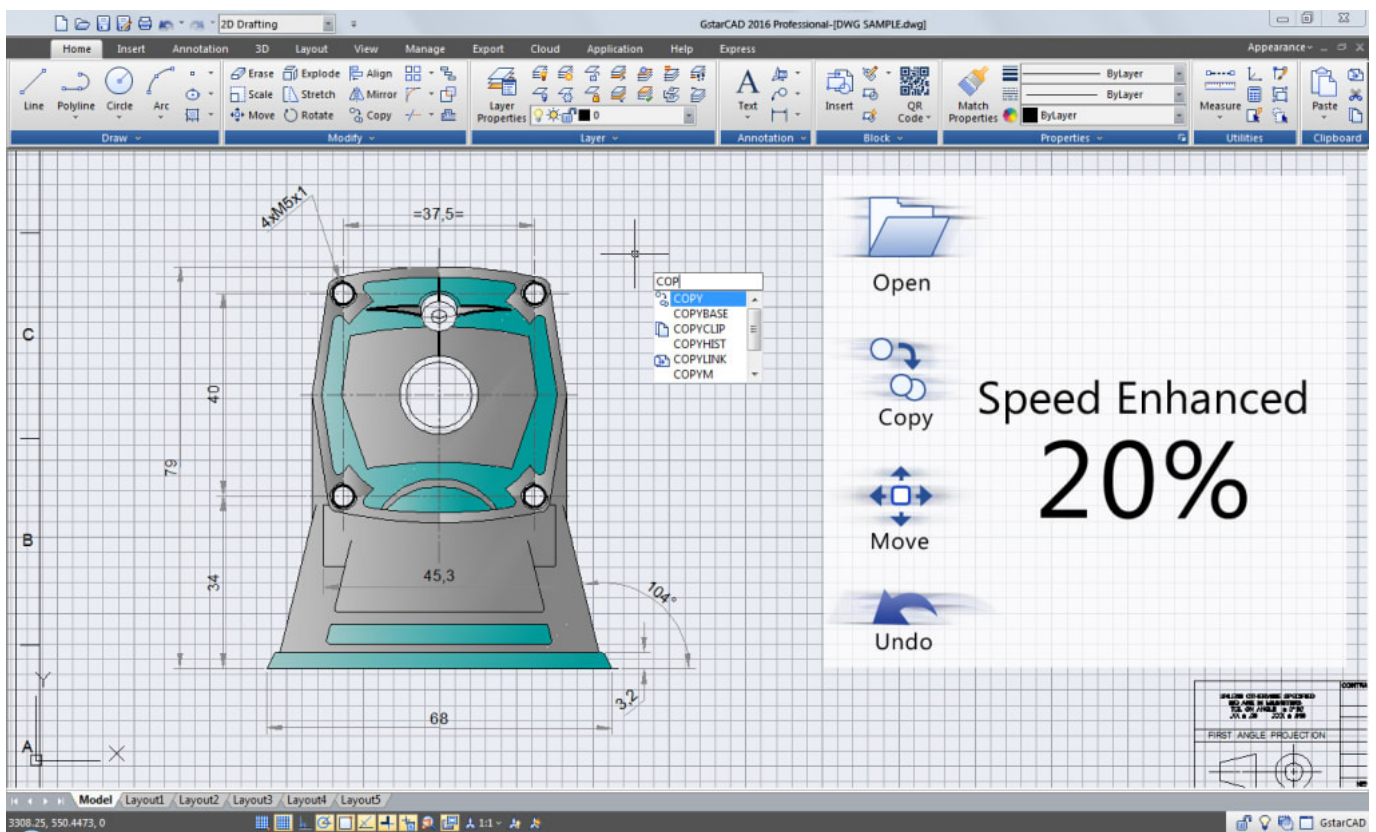 2D Drafting
GstarCAD 2016 Professional-[DWG SAMPLE.dwg]
Home Insert Annotation 3D Layout View Manage Export Cloud Application Help Express Appearance
Line Polyline Circle Arc
Erase Explode Align
Scale Stretch Mirror
Move Rotate Copy
Layer Properties
0
Text
Insert
QR Code
Match Properties
ByLayer
ByLayer
ByLayer
Measure
Paste
Draw Modify Layer Annotation Block Properties Utilities Clipboard
4xM5x1
=37,5=
COP
COPY
COPYBASE
COPYCLIP
COPYHIST
COPYLINK
COPYM
Open
Copy
Move
Undo
Speed Enhanced
20%
C
B
A
40
79
34
45,3
104°
3,2
68
Y
X
FIRST ANGLE PROJECTION
Model Layout1 Layout2 Layout3 Layout4 Layout5
3308.25, 550.4473, 0
1:1
GstarCAD